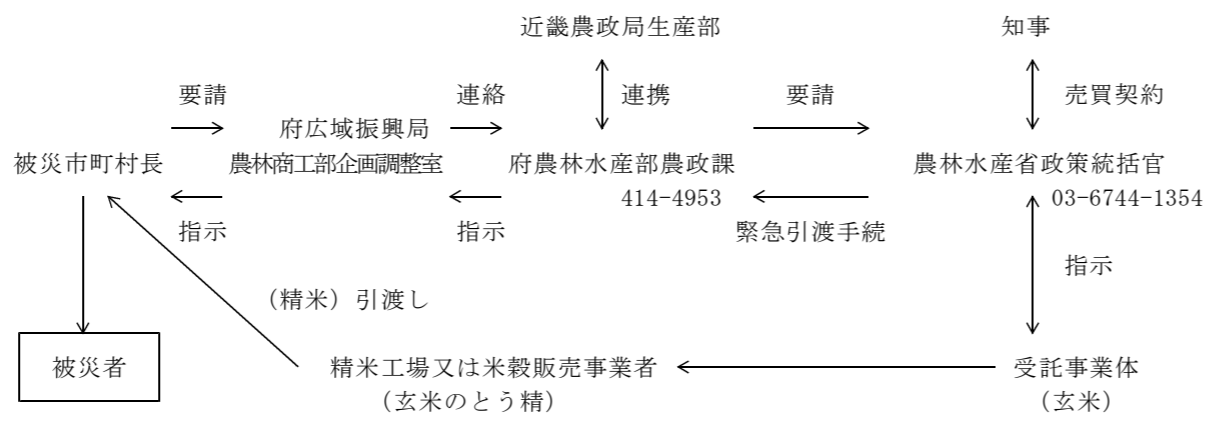 近畿農政局生産部
知事
要請
連絡
連携
要請
売買契約
府広域振興局
被災市町村長
農林商工部企画調整室
府農林水産部農政課
農林水産省政策統括官
414-4953
03-6744-1354
指示
指示
緊急引渡手続
指示
（精米）引渡し
被災者
精米工場又は米穀販売事業者
受託事業体
（玄米のとう精）
（玄米）